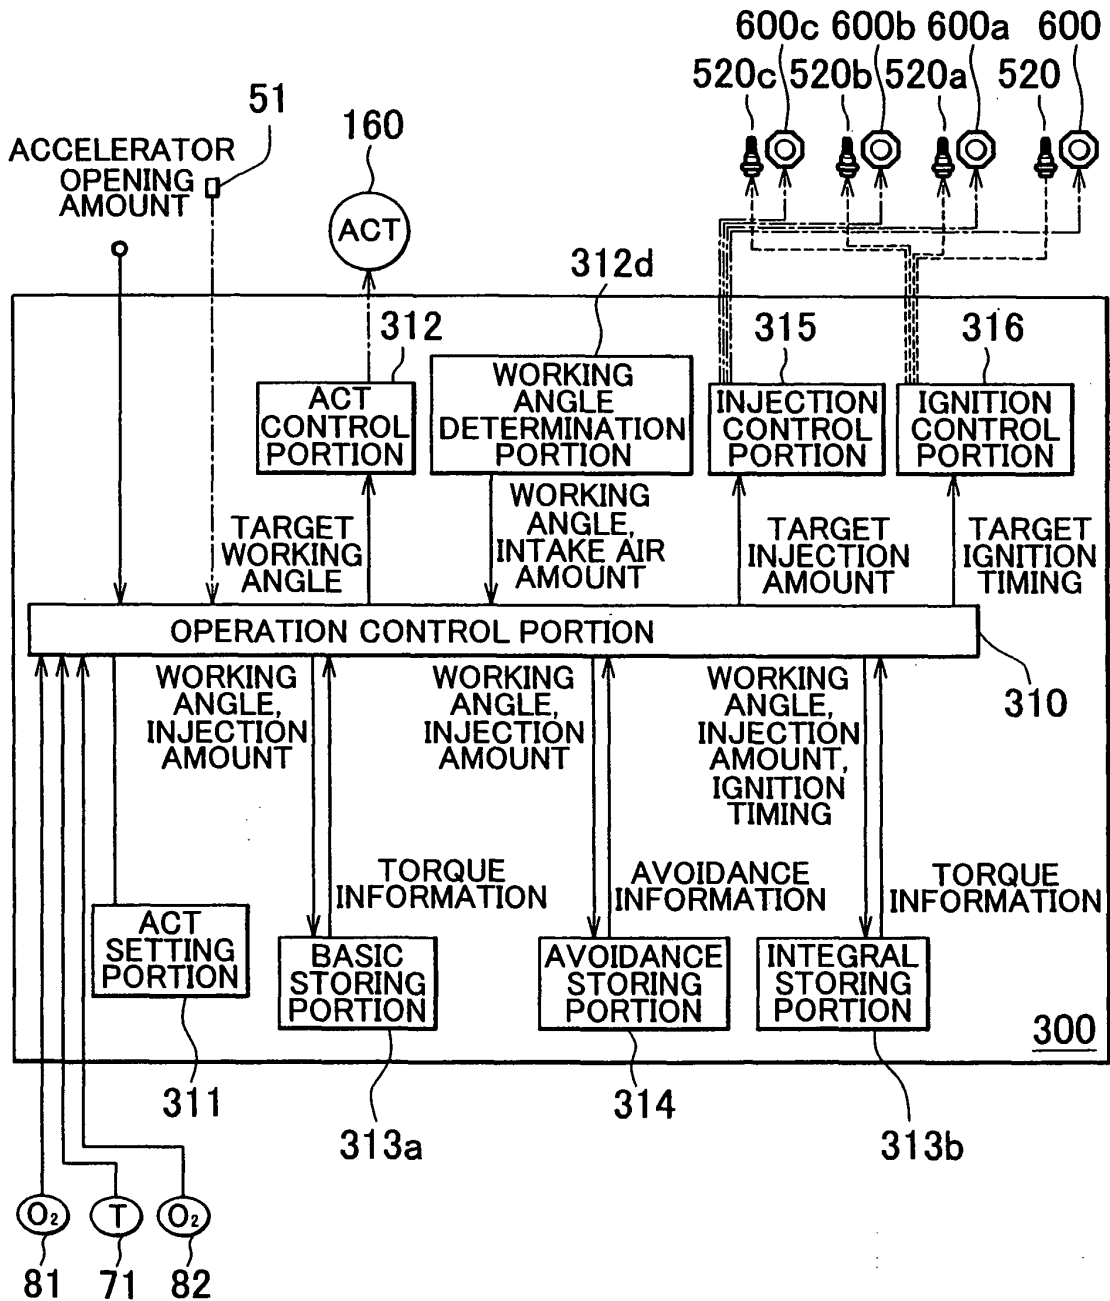 600c 600b 600a 600
520c 520b 520a 520
51
160
ACCELERATOR
OPENING
AMOUNT
ACT
312d
312
315
316
ACT
CONTROL
PORTION
WORKING
ANGLE
DETERMINATION
PORTION
INJECTION
CONTROL
PORTION
IGNITION
CONTROL
PORTION
TARGET
WORKING
ANGLE
WORKING
ANGLE,
INTAKE AIR
AMOUNT
TARGET
INJECTION
AMOUNT
TARGET
IGNITION
TIMING
OPERATION CONTROL PORTION
310
WORKING
ANGLE,
INJECTION
AMOUNT
WORKING
ANGLE,
INJECTION
AMOUNT
WORKING
ANGLE,
INJECTION
AMOUNT,
IGNITION
TIMING
TORQUE
INFORMATION
AVOIDANCE
INFORMATION
TORQUE
INFORMATION
ACT
SETTING
PORTION
BASIC
STORING
PORTION
AVOIDANCE
STORING
PORTION
INTEGRAL
STORING
PORTION
300
311
313a
314
313b
O2 T O2
81 71 82